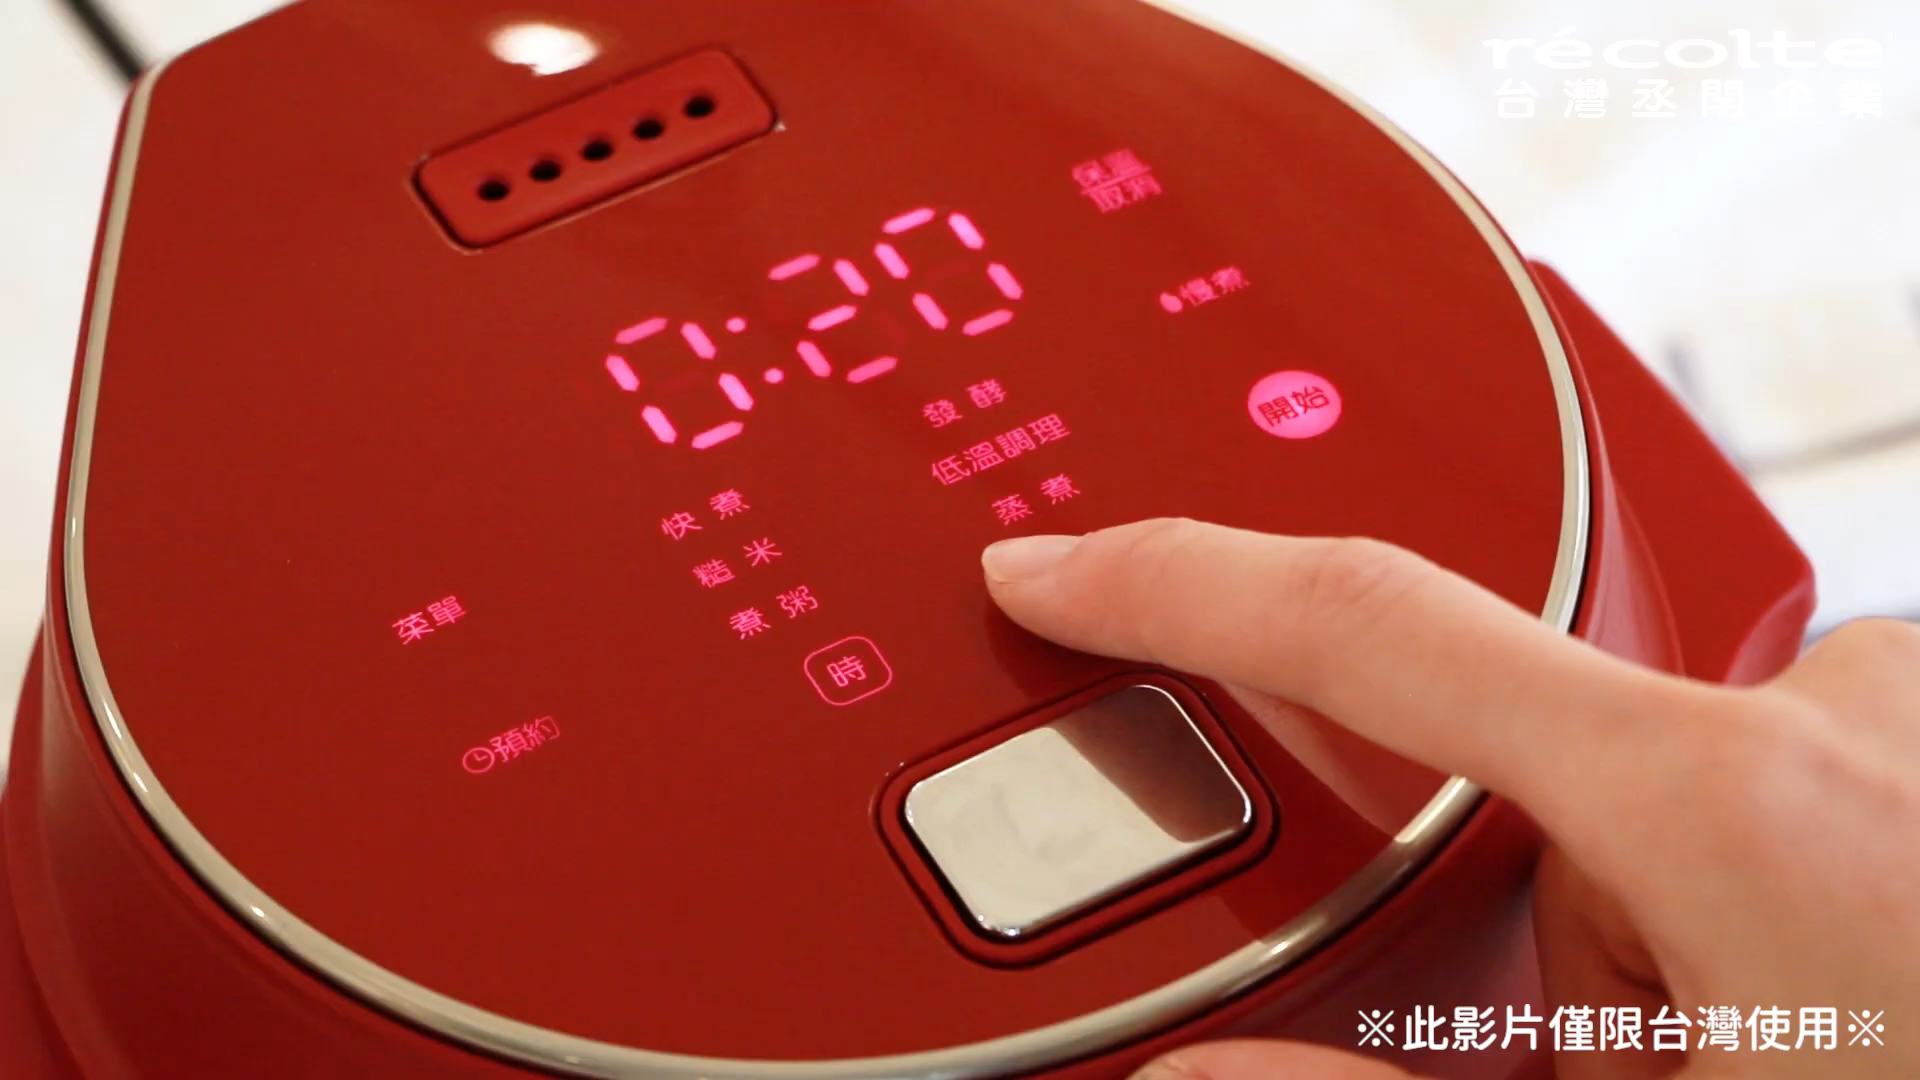 récolte
台灣丞閔企業
保溫
取消
0:20
慢煮
發酵
開始
低溫調理
快煮
蒸煮
糙米
菜單
煮粥
時
預約
※此影片僅限台灣使用※